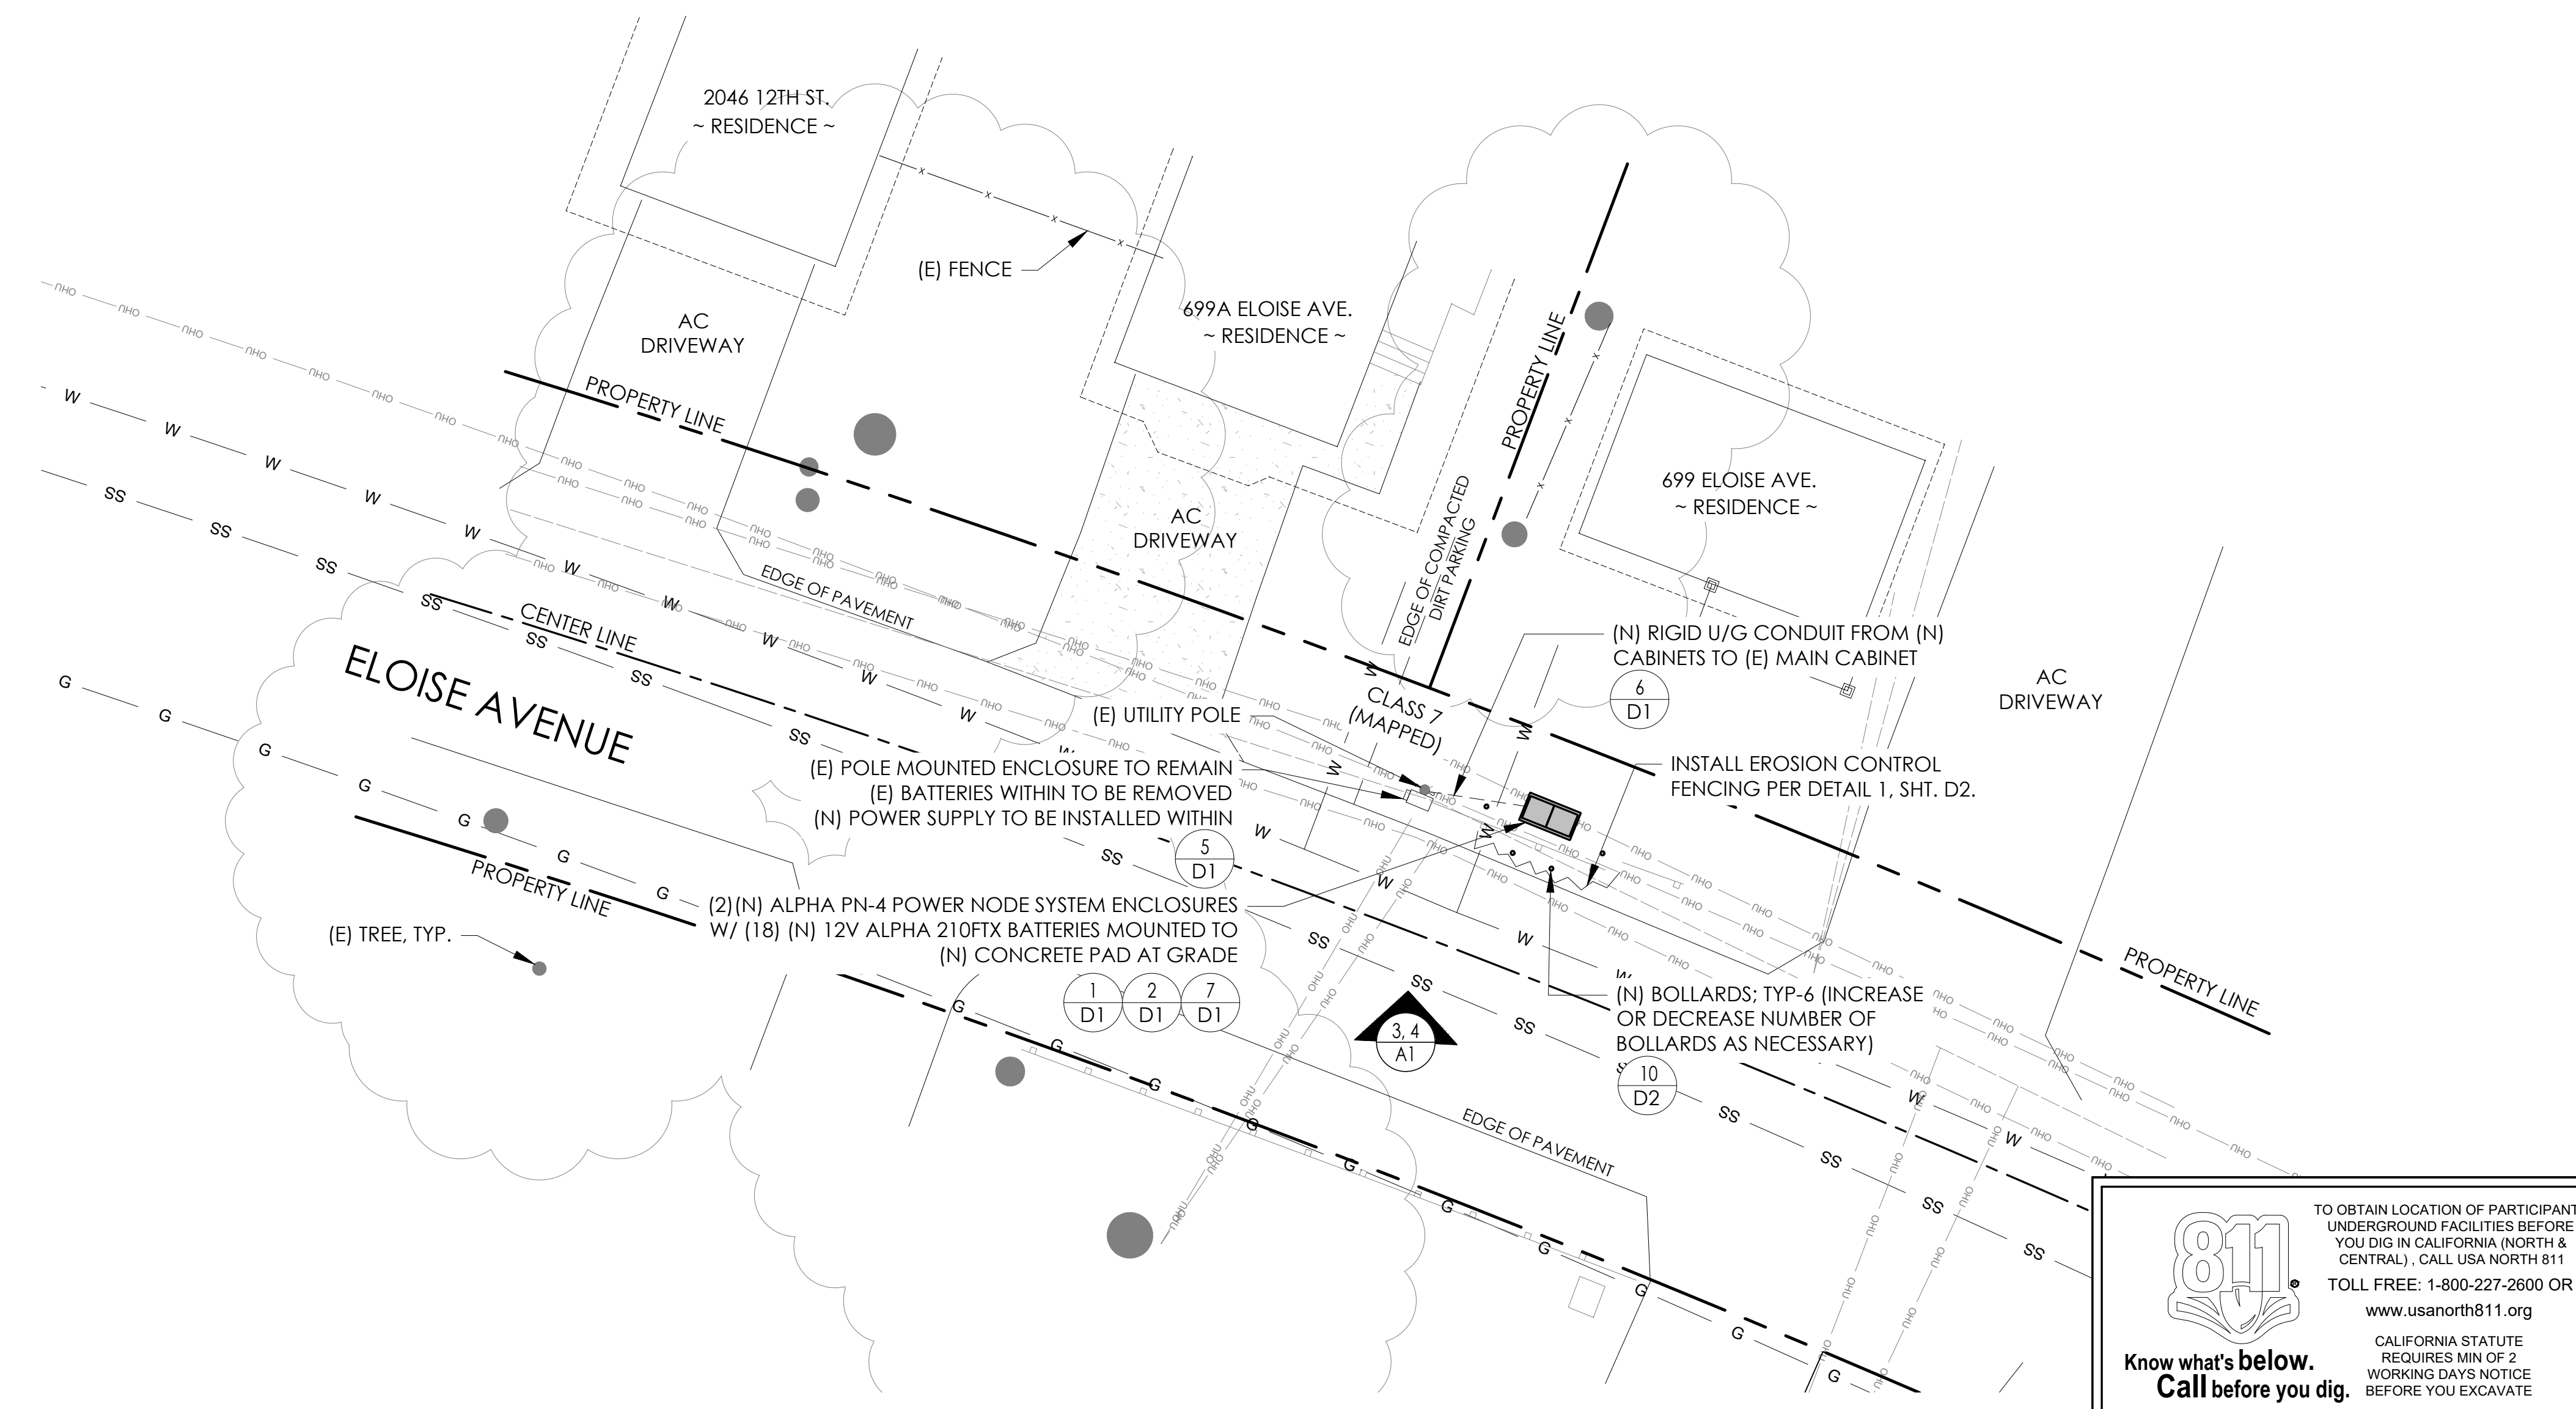 2046 12TH ST.
~ RESIDENCE ~
(E) FENCE
AC
DRIVEWAY
699A ELOISE AVE.
~ RESIDENCE ~
PROPERTY LINE
PROPERTY LINE
699 ELOISE AVE.
~ RESIDENCE ~
AC
DRIVEWAY
EDGE OF COMPACTED
DIRT PARKING
EDGE OF PAVEMENT
CENTER LINE
ELOISE AVENUE
(N) RIGID U/G CONDUIT FROM (N)
CABINETS TO (E) MAIN CABINET
6
D1
AC
DRIVEWAY
CLASS 7
(MAPPED)
(E) UTILITY POLE
(E) POLE MOUNTED ENCLOSURE TO REMAIN
(E) BATTERIES WITHIN TO BE REMOVED
(N) POWER SUPPLY TO BE INSTALLED WITHIN
5
D1
INSTALL EROSION CONTROL
FENCING PER DETAIL 1, SHT. D2.
PROPERTY LINE
(E) TREE, TYP.
(2)(N) ALPHA PN-4 POWER NODE SYSTEM ENCLOSURES
W/ (18) (N) 12V ALPHA 210FTX BATTERIES MOUNTED TO
(N) CONCRETE PAD AT GRADE
1
D1
2
D1
7
D1
3, 4
A1
(N) BOLLARDS; TYP-6 (INCREASE
OR DECREASE NUMBER OF
BOLLARDS AS NECESSARY)
10
D2
PROPERTY LINE
EDGE OF PAVEMENT
OHU
W
SS
G
811
TO OBTAIN LOCATION OF
UNDERGROUND FACILITIES BEFORE
YOU DIG IN CALIFORNIA (NORTH &
CENTRAL) , CALL USA NORTH 811
TOLL FREE: 1-800-227-2600 OR
www.usanorth811.org
CALIFORNIA STATUTE
REQUIRES MIN OF 2
WORKING DAYS NOTICE
BEFORE YOU EXCAVATE
Know what's below.
Call before you dig.